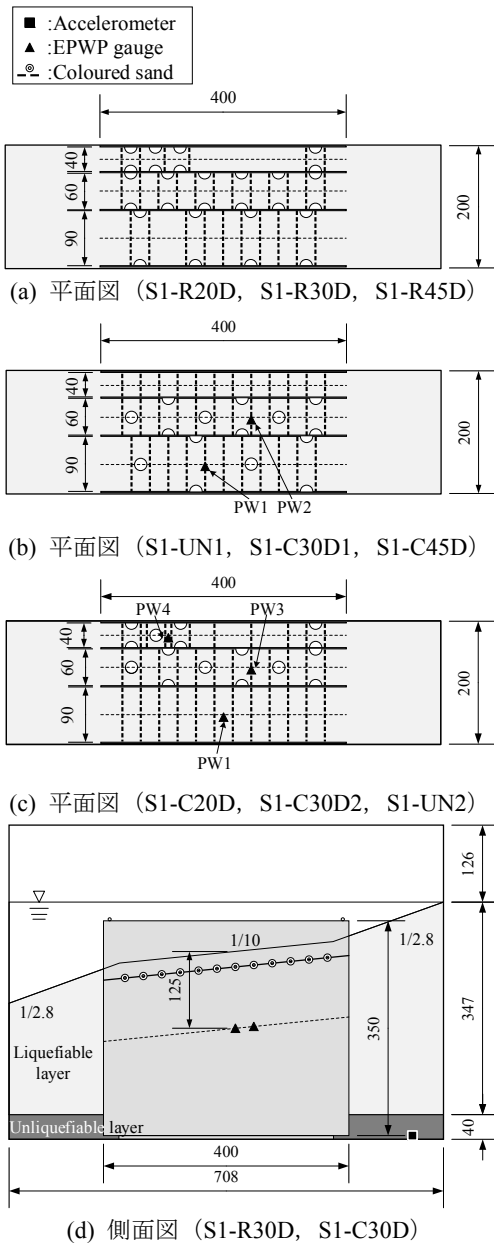 ■ :Accelerometer
▲ :EPWP gauge
:Coloured sand
400
40
60
90
200
(a) 平面図（S1-R20D，S1-R30D，S1-R45D）
400
40
60
90
200
PW1 PW2
(b) 平面図（S1-UN1，S1-C30D1，S1-C45D）
400
PW4 PW3
40
60
90
200
PW1
(c) 平面図（S1-C20D，S1-C30D2，S1-UN2）
126
1/10
1/2.8
125
1/2.8
350
347
Liquefiable
layer
Unliquefiable layer
40
400
708
(d) 側面図（S1-R30D，S1-C30D）